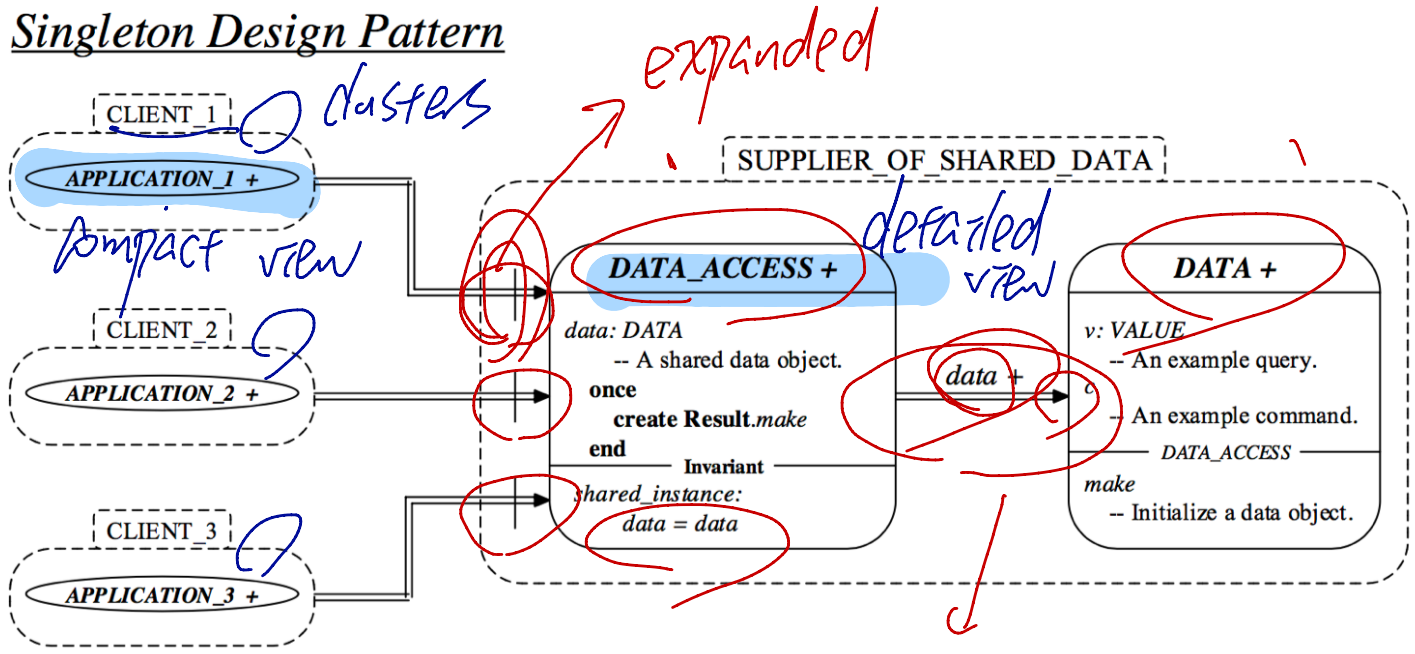 Singleton Design Pattern
expanded
CLIENT_1
clusters
APPLICATION_1 +
compact view
CLIENT_2
APPLICATION_2 +
CLIENT_3
APPLICATION_3 +
SUPPLIER_OF_SHARED_DATA
detailed
view
DATA_ACCESS +
data: DATA
-- A shared data object.
once
create Result.make
end
Invariant
shared_instance:
data = data
data +
DATA +
v: VALUE
-- An example query.
c
-- An example command.
DATA_ACCESS
make
-- Initialize a data object.